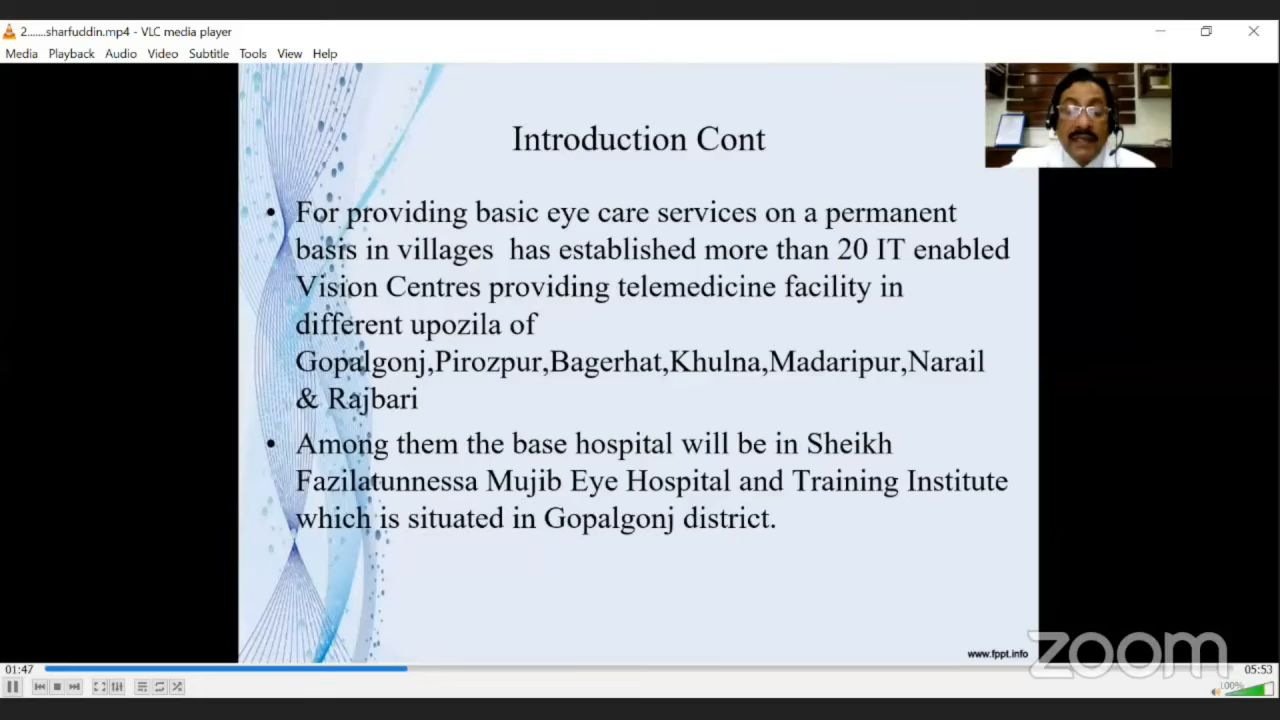 2.......sharfuddin.mp4 - VLC media player
Media Playback Audio Video Subtitle Tools View Help
Introduction Cont
• For providing basic eye care services on a permanent
basis in villages has established more than 20 IT enabled
Vision Centres providing telemedicine facility in
different upozila of
Gopalgonj,Pirozpur,Bagerhat,Khulna,Madaripur,Narail
& Rajbari
• Among them the base hospital will be in Sheikh
Fazilatunnessa Mujib Eye Hospital and Training Institute
which is situated in Gopalgonj district.
www.fppt.info
zoom
01:47 05:53
100%